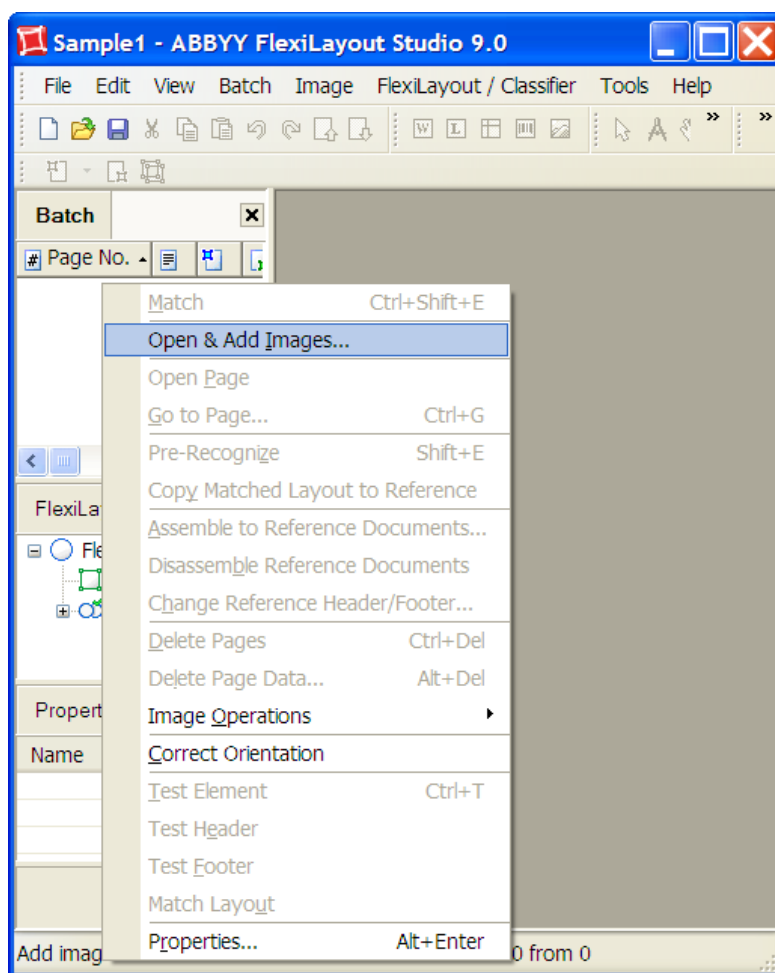 Sample1 - ABBYY FlexiLayout Studio 9.0
File Edit View Batch Image FlexiLayout / Classifier Tools Help
Batch
# Page No.
Match Ctrl+Shift+E
Open & Add Images...
Open Page
Go to Page... Ctrl+G
Pre-Recognize Shift+E
Copy Matched Layout to Reference
FlexiLa
Assemble to Reference Documents...
Fle
Disassemble Reference Documents
Change Reference Header/Footer...
Delete Pages Ctrl+Del
Delete Page Data... Alt+Del
Propert
Image Operations
Name
Correct Orientation
Test Element Ctrl+T
Test Header
Test Footer
Match Layout
Properties... Alt+Enter
Add imag
0 from 0